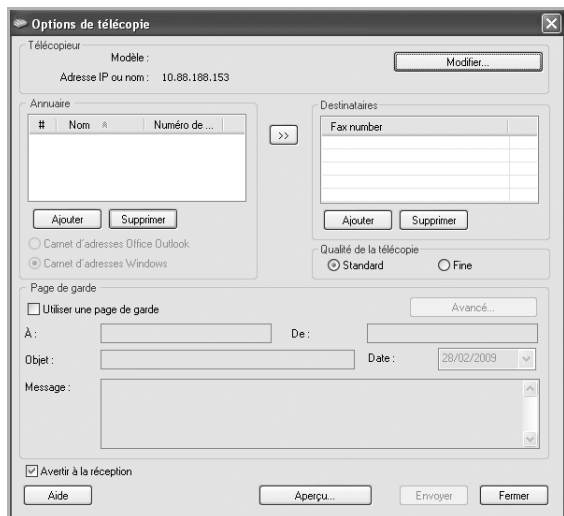 Options de télécopie
Télécopieur
Modèle :
Modifier...
Adresse IP ou nom : 10.88.188.153
Annuaire
# Nom Numéro de ...
>>
Ajouter Supprimer
Carnet d'adresses Office Outlook
Carnet d'adresses Windows
Destinataires
Fax number
Ajouter Supprimer
Qualité de la télécopie
Standard Fine
Page de garde
Utiliser une page de garde
Avancé...
À : De :
Objet : Date : 28/02/2009
Message :
Avertir à la réception
Aide Aperçu... Envoyer Fermer